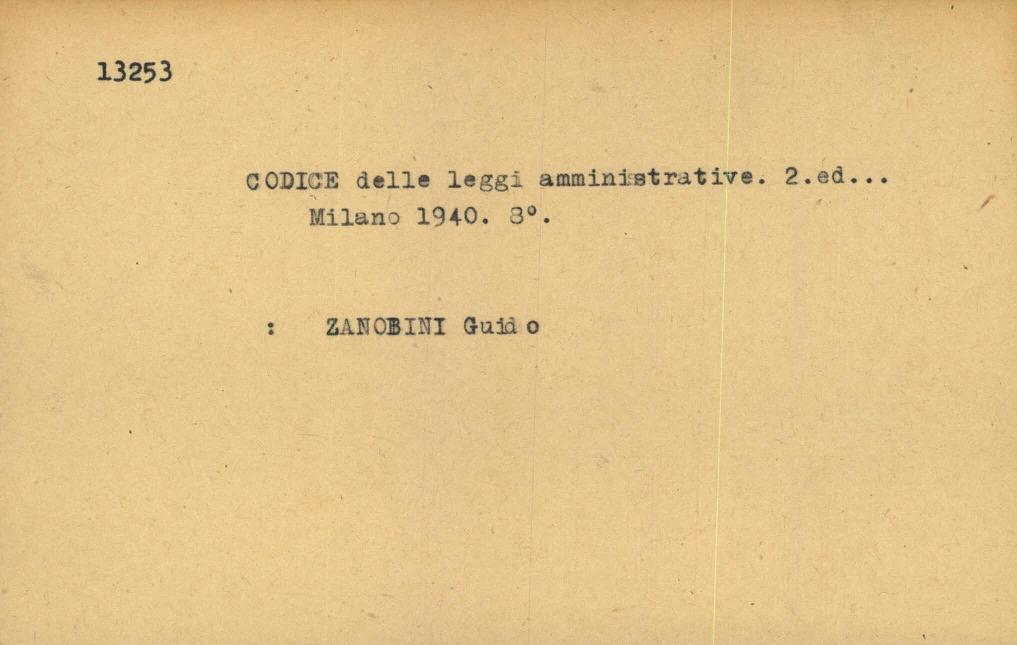 13253
CODICE delle leggi amministrative. 2.ed...
Milano 1940. 8°.
: ZANOBINI Guido